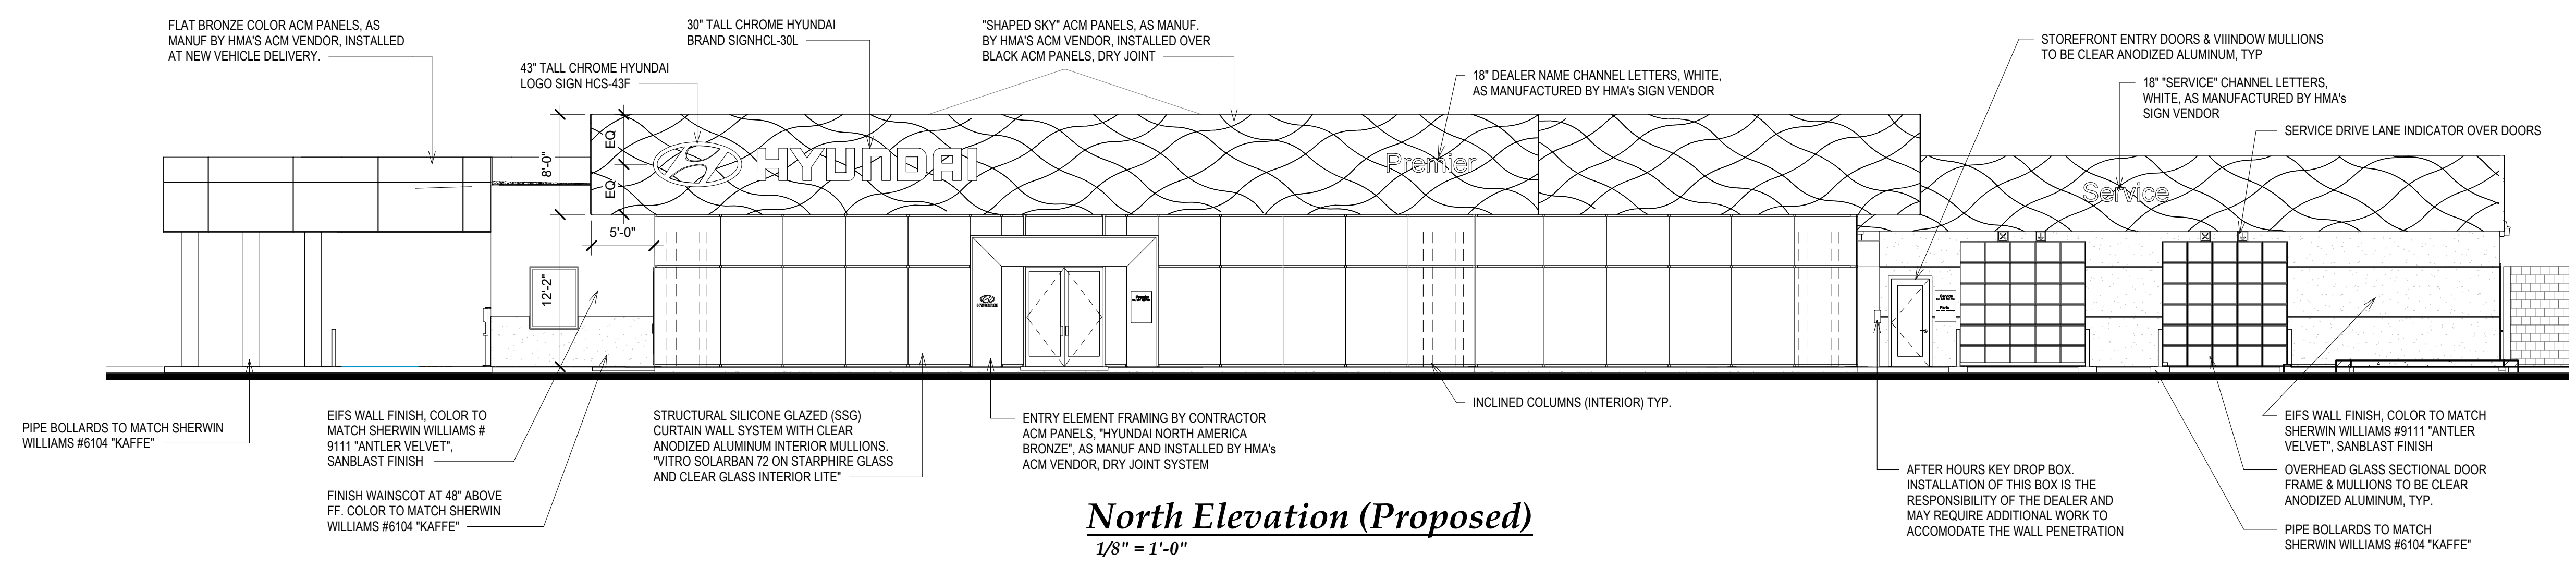 FLAT BRONZE COLOR ACM PANELS, AS
MANUF BY HMA'S ACM VENDOR, INSTALLED
AT NEW VEHICLE DELIVERY.
43" TALL CHROME HYUNDAI
LOGO SIGN HCS-43F
30" TALL CHROME HYUNDAI
BRAND SIGNHCL-30L
"SHAPED SKY" ACM PANELS, AS MANUF.
BY HMA'S ACM VENDOR, INSTALLED OVER
BLACK ACM PANELS, DRY JOINT
18" DEALER NAME CHANNEL LETTERS, WHITE,
AS MANUFACTURED BY HMA's SIGN VENDOR
STOREFRONT ENTRY DOORS & VIIINDOW MULLIONS
TO BE CLEAR ANODIZED ALUMINUM, TYP
18" "SERVICE" CHANNEL LETTERS,
WHITE, AS MANUFACTURED BY HMA's
SIGN VENDOR
SERVICE DRIVE LANE INDICATOR OVER DOORS
8'-0"
EQ
EQ
HYUNDAI
Premier
Service
5'-0"
12'-2"
Premier
Service
Parts
PIPE BOLLARDS TO MATCH SHERWIN
WILLIAMS #6104 "KAFFE"
EIFS WALL FINISH, COLOR TO
MATCH SHERWIN WILLIAMS #
9111 "ANTLER VELVET",
SANBLAST FINISH
FINISH WAINSCOT AT 48" ABOVE
FF. COLOR TO MATCH SHERWIN
WILLIAMS #6104 "KAFFE"
STRUCTURAL SILICONE GLAZED (SSG)
CURTAIN WALL SYSTEM WITH CLEAR
ANODIZED ALUMINUM INTERIOR MULLIONS.
"VITRO SOLARBAN 72 ON STARPHIRE GLASS
AND CLEAR GLASS INTERIOR LITE"
ENTRY ELEMENT FRAMING BY CONTRACTOR
ACM PANELS, "HYUNDAI NORTH AMERICA
BRONZE", AS MANUF AND INSTALLED BY HMA's
ACM VENDOR, DRY JOINT SYSTEM
INCLINED COLUMNS (INTERIOR) TYP.
AFTER HOURS KEY DROP BOX.
INSTALLATION OF THIS BOX IS THE
RESPONSIBILITY OF THE DEALER AND
MAY REQUIRE ADDITIONAL WORK TO
ACCOMODATE THE WALL PENETRATION
EIFS WALL FINISH, COLOR TO MATCH
SHERWIN WILLIAMS #9111 "ANTLER
VELVET", SANBLAST FINISH
OVERHEAD GLASS SECTIONAL DOOR
FRAME & MULLIONS TO BE CLEAR
ANODIZED ALUMINUM, TYP.
PIPE BOLLARDS TO MATCH
SHERWIN WILLIAMS #6104 "KAFFE"
North Elevation (Proposed)
1/8" = 1'-0"